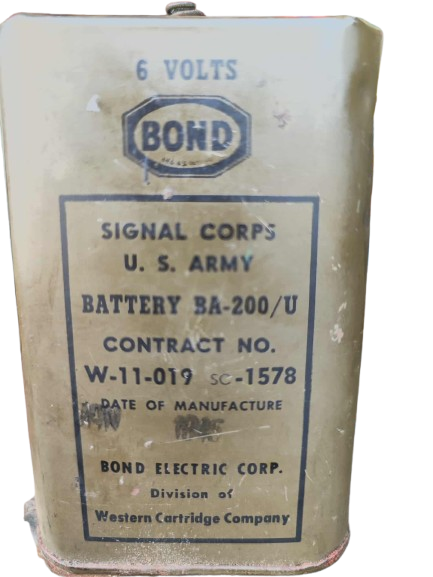 6 VOLTS
BOND
SIGNAL CORPS
U. S. ARMY
BATTERY BA-200/U
CONTRACT NO.
W-11-019 SC-1578
DATE OF MANUFACTURE
BOND ELECTRIC CORP.
Division of
Western Cartridge Company